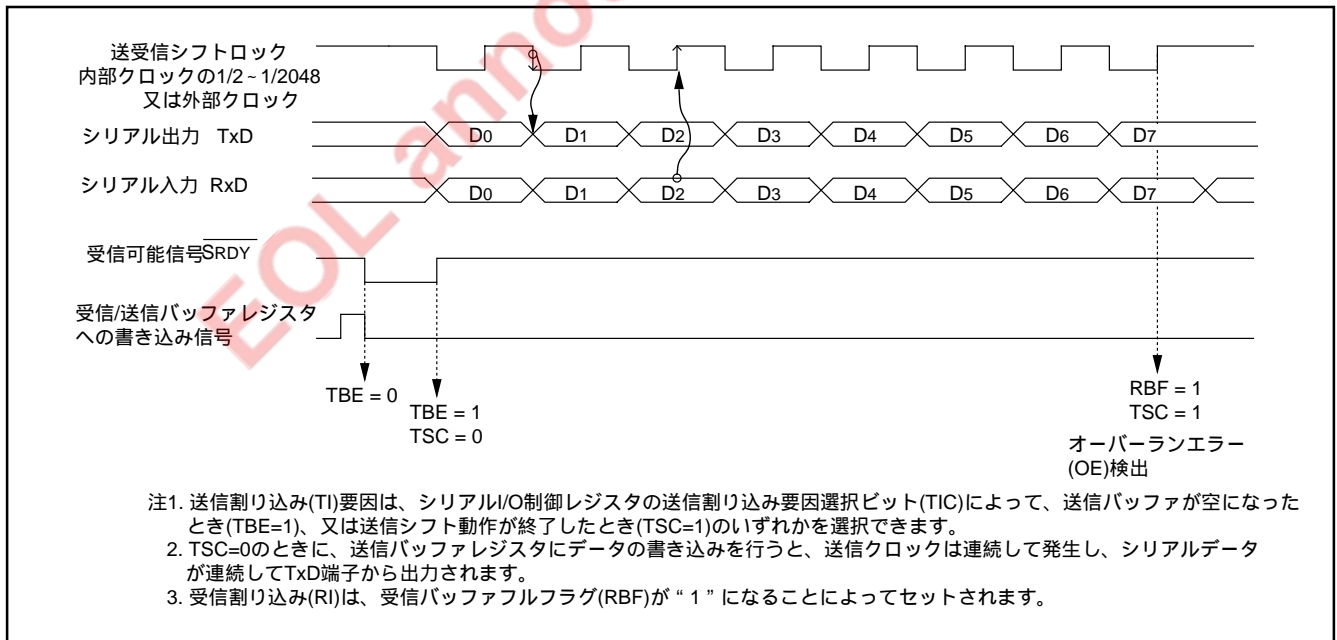 送受信シフトロック
内部クロックの1/2~1/2048
又は外部クロック
シリアル出力 TxD
D0 D1 D2 D3 D4 D5 D6 D7
シリアル入力 RxD
D0 D1 D2 D3 D4 D5 D6 D7
受信可能信号SRDY
受信/送信バッファレジスタ
への書き込み信号
TBE = 0
TBE = 1
TSC = 0
RBF = 1
TSC = 1
オーバーランエラー
(OE)検出
注1. 送信割り込み(TI)要因は、シリアルI/O制御レジスタの送信割り込み要因選択ビット(TIC)によって、送信バッファが空になった
とき(TBE=1)、又は送信シフト動作が終了したとき(TSC=1)のいずれかを選択できます。
2. TSC=0のときに、送信バッファレジスタにデータの書き込みを行うと、送信クロックは連続して発生し、シリアルデータ
が連続してTxD端子から出力されます。
3. 受信割り込み(RI)は、受信バッファフルフラグ(RBF)が“1”になることによってセットされます。
EOL anno